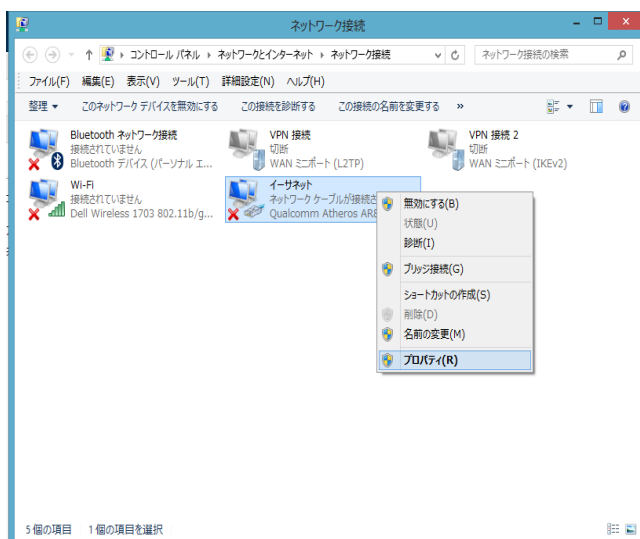 ネットワーク接続
コントロール パネル ネットワークとインターネット ネットワーク接続 ネットワーク接続の検索
ファイル(F) 編集(E) 表示(V) ツール(T) 詳細設定(N) ヘルプ(H)
整理 このネットワーク デバイスを無効にする この接続を診断する この接続の名前を変更する »
Bluetooth ネットワーク接続
接続されていません
Bluetooth デバイス (パーソナル エ...
VPN 接続
切断
WAN ミニポート (L2TP)
VPN 接続 2
切断
WAN ミニポート (IKEv2)
Wi-Fi
接続されていません
Dell Wireless 1703 802.11b/g...
イーサネット
ネットワーク ケーブルが接続さ
Qualcomm Atheros AR8
無効にする(B)
状態(U)
診断(I)
ブリッジ接続(G)
ショートカットの作成(S)
削除(D)
名前の変更(M)
プロパティ(R)
5 個の項目 1 個の項目を選択